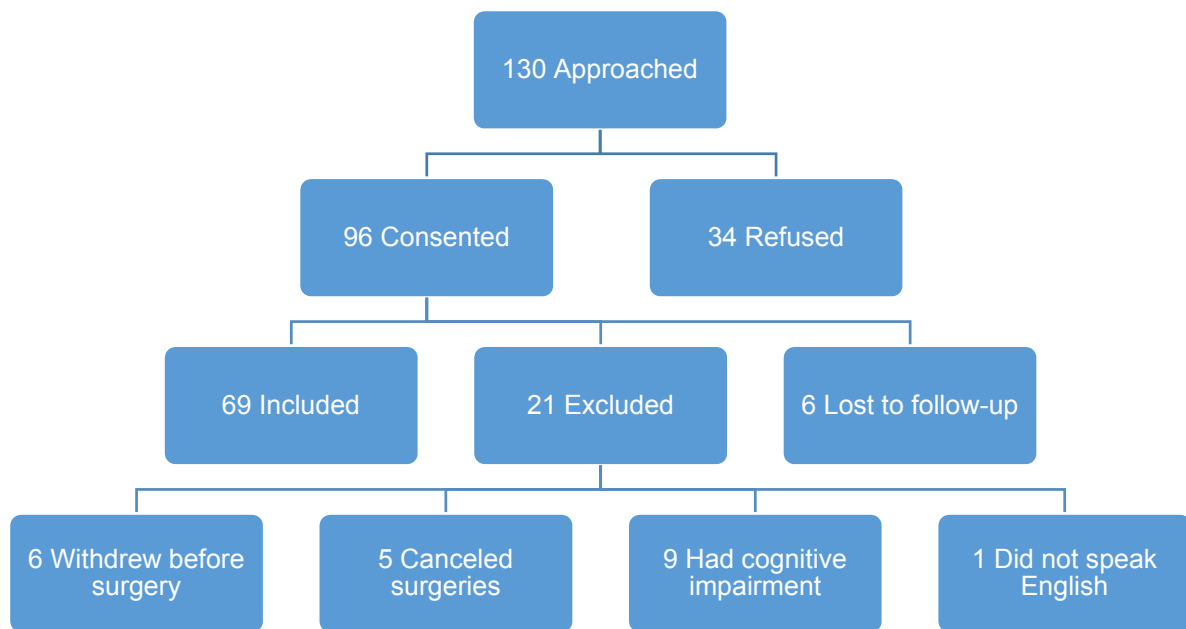 130 Approached
96 Consented
34 Refused
69 Included
21 Excluded
6 Lost to follow-up
6 Withdrew before
surgery
5 Canceled
surgeries
9 Had cognitive
impairment
1 Did not speak
English